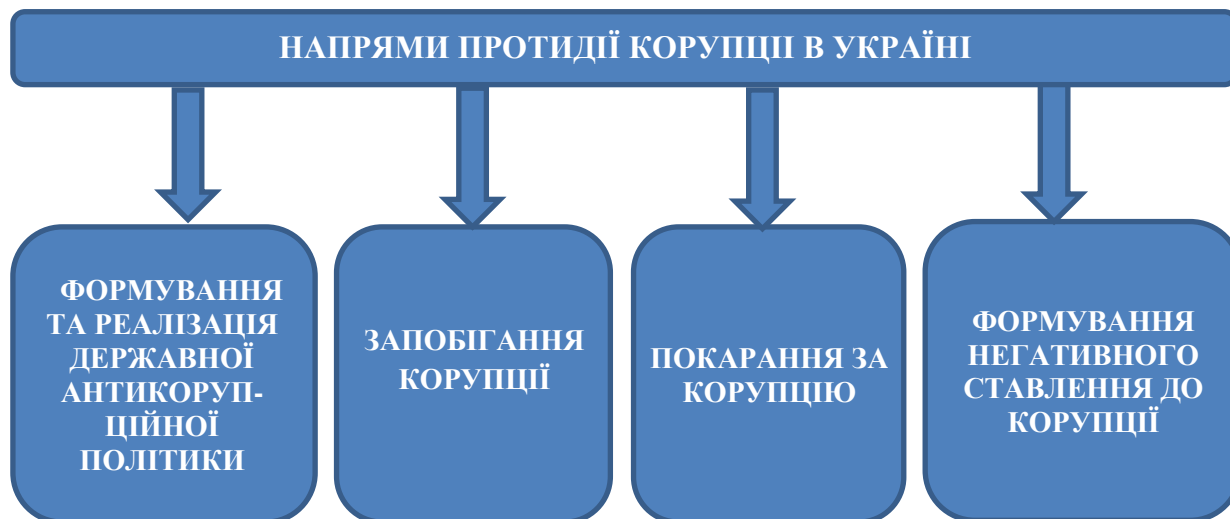 НАПРЯМИ ПРОТИДІЇ КОРУПЦІЇ В УКРАЇНІ
ФОРМУВАННЯ
ТА РЕАЛІЗАЦІЯ
ДЕРЖАВНОЇ
АНТИКОРУП-
ЦІЙНОЇ
ПОЛІТИКИ
ЗАПОБІГАННЯ
КОРУПЦІЇ
ПОКАРАННЯ ЗА
КОРУПЦІЮ
ФОРМУВАННЯ
НЕГАТИВНОГО
СТАВЛЕННЯ ДО
КОРУПЦІЇ